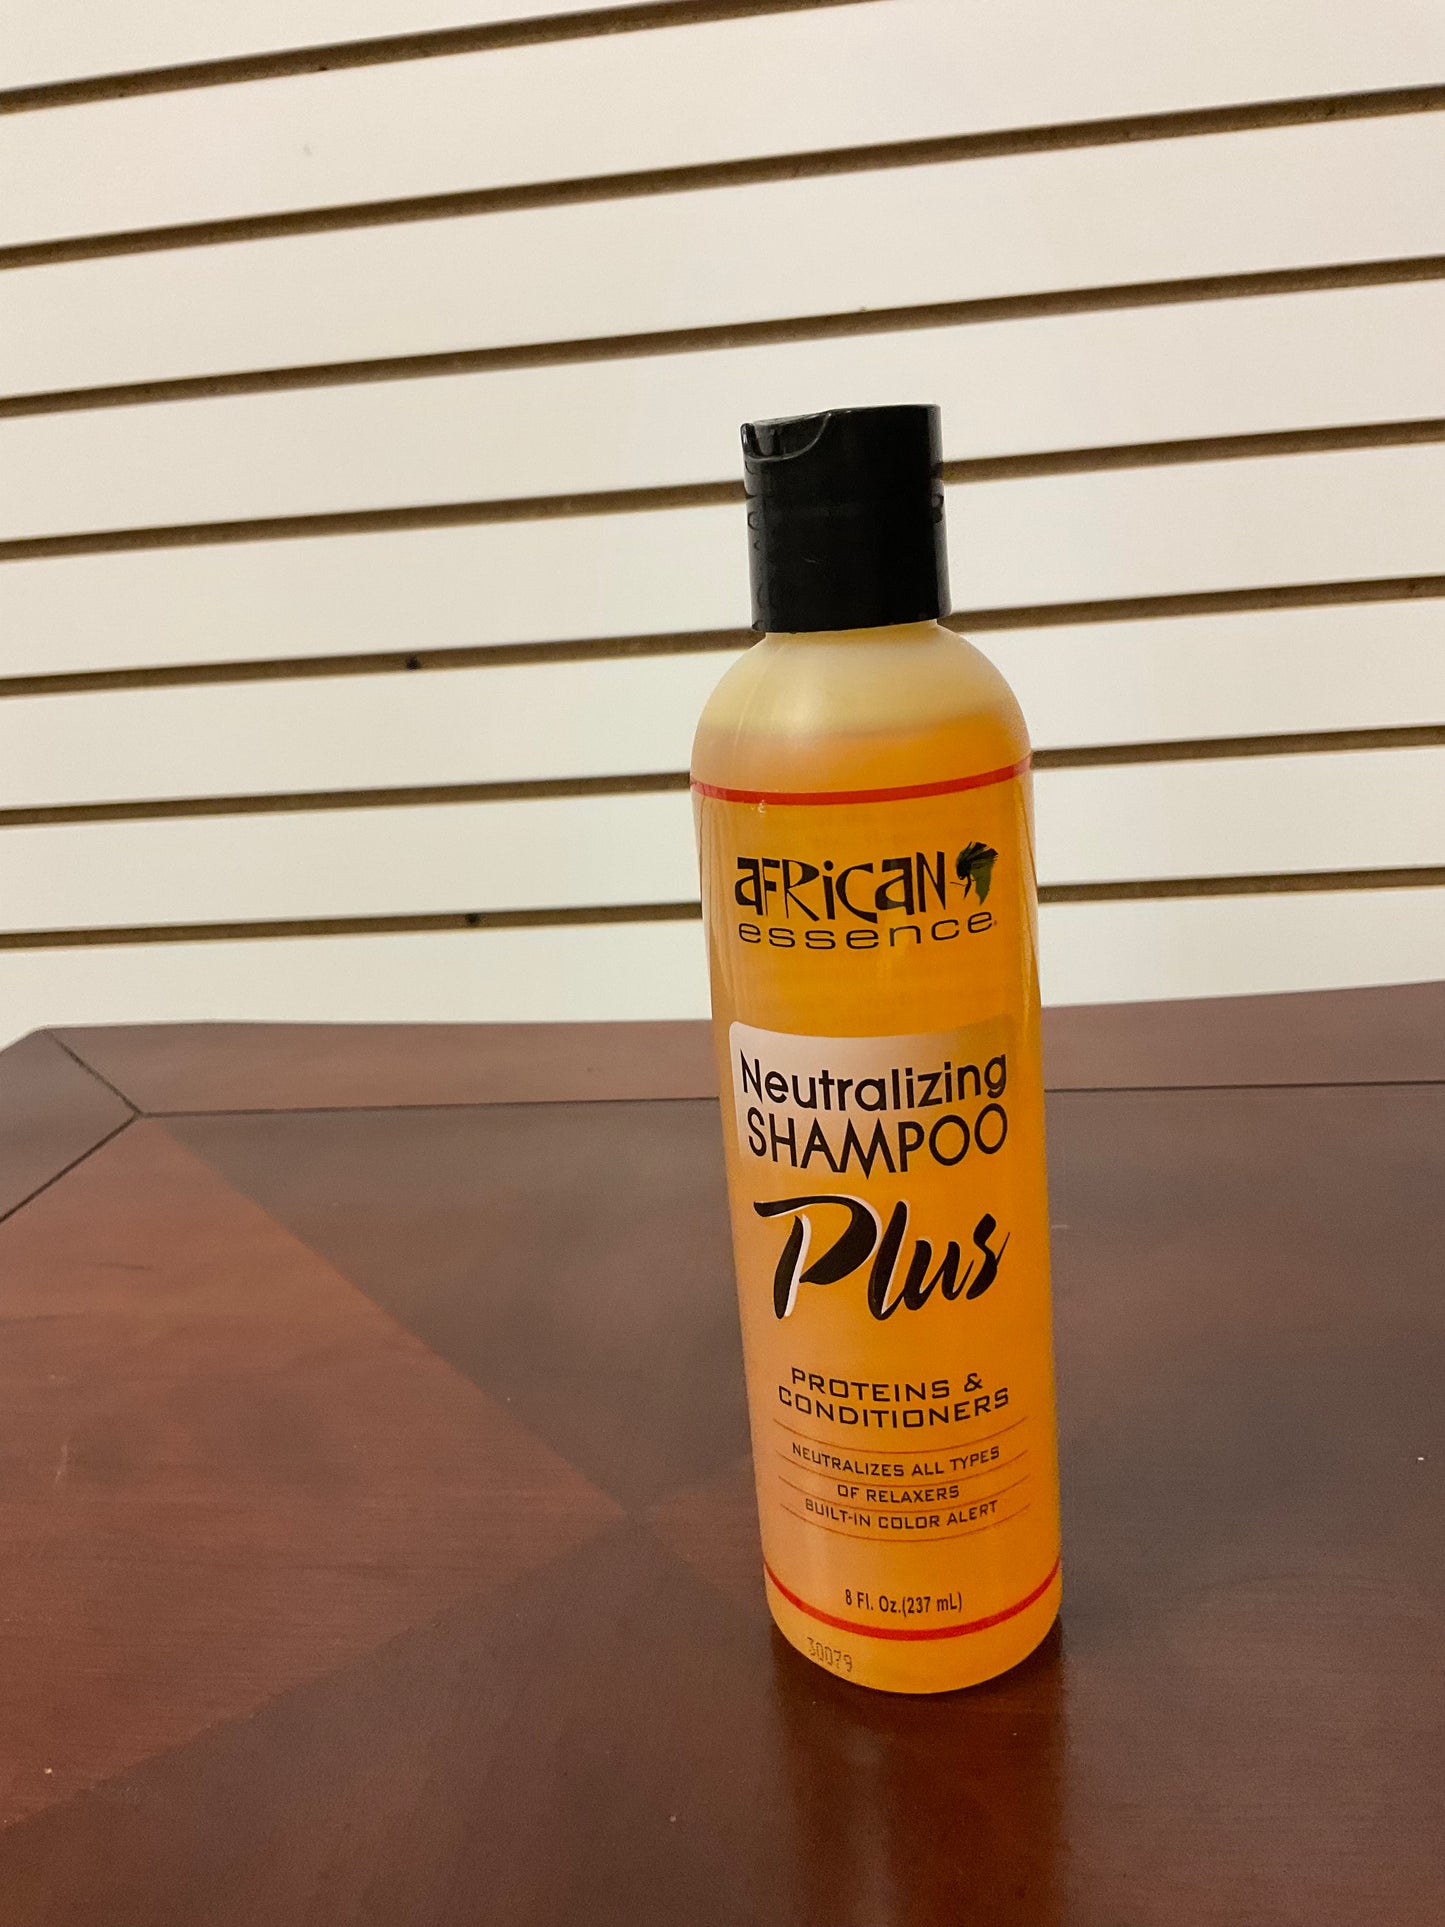 AFRICAN
essence
Neutralizing
SHAMPOO
Plus
PROTEINS &
CONDITIONERS
NEUTRALIZES ALL TYPES
OF RELAXERS
BUILT-IN COLOR ALERT
8 Fl. Oz.(237 mL)
30079